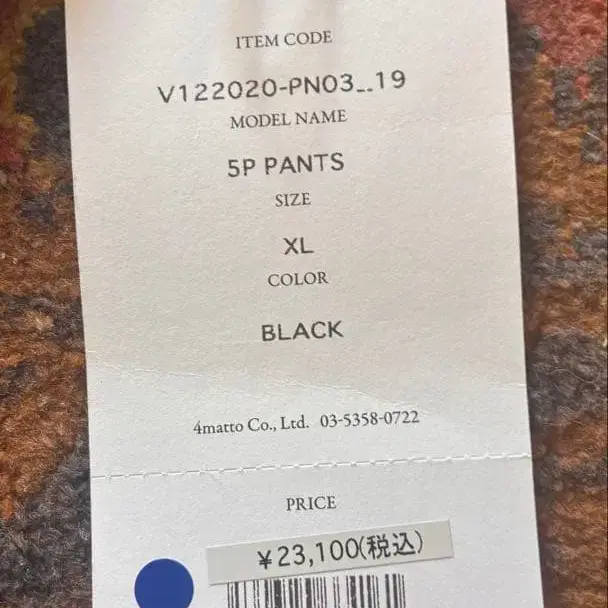 ITEM CODE
V122020-PN03__19
MODEL NAME
5P PANTS
SIZE
XL
COLOR
BLACK
4matto Co., Ltd. 03-5358-0722
PRICE
¥23,100(税込)